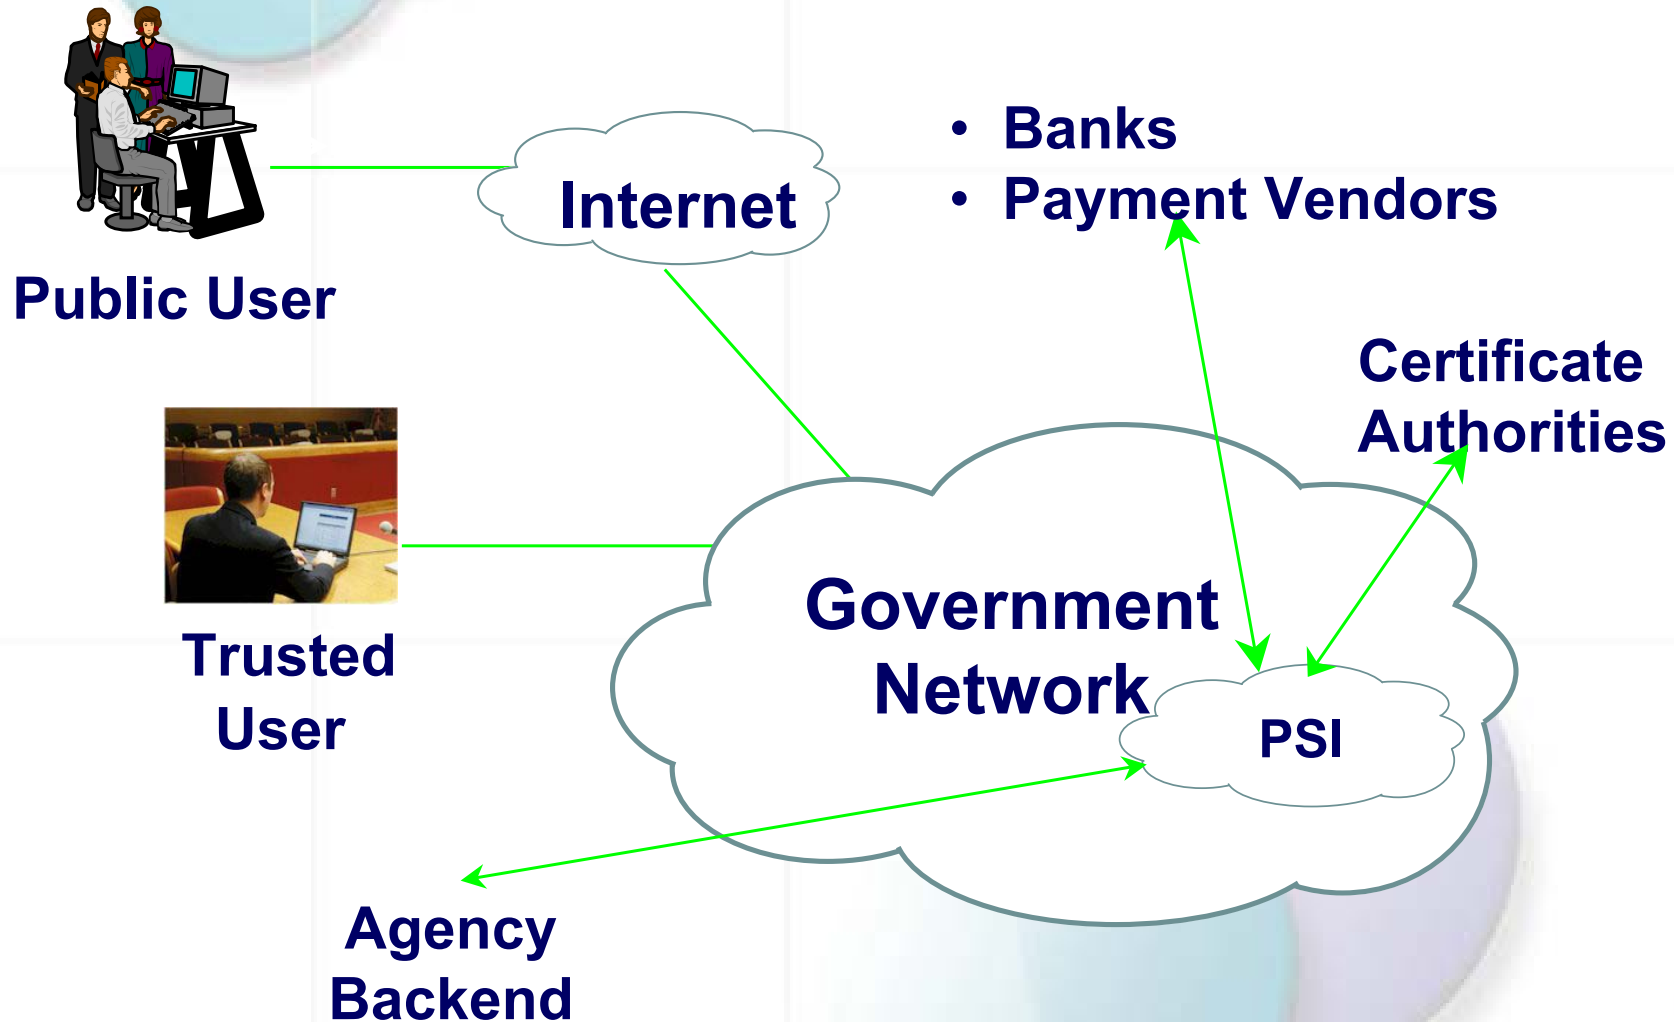 • Banks
• Payment Vendors
Internet
Public User
Certificate
Authorities
Government
Network
Trusted
User
PSI
Agency
Backend